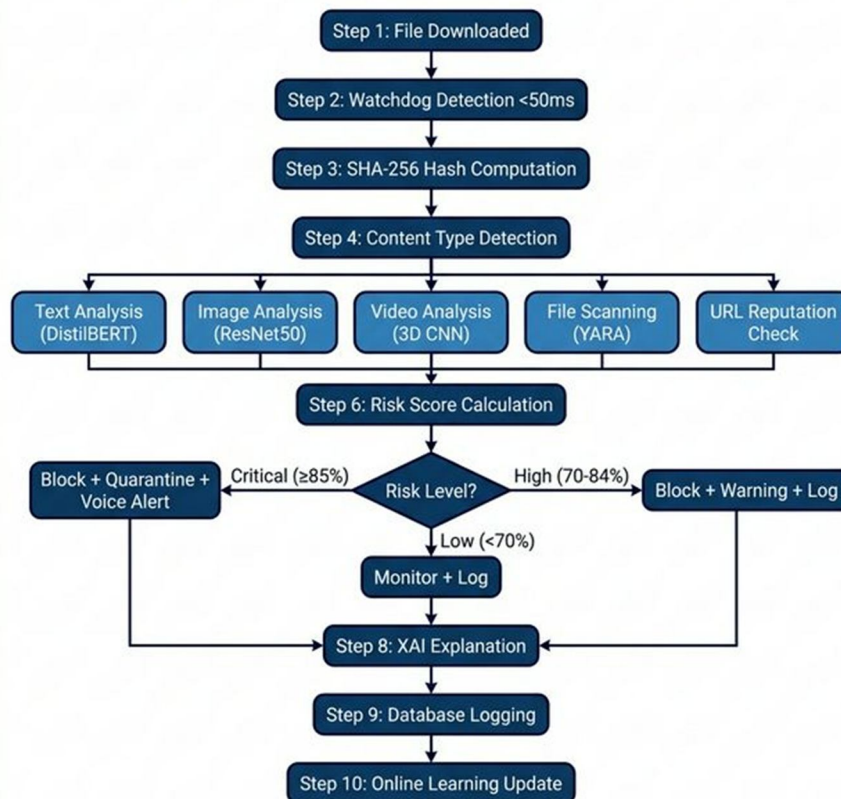 Step 1: File Downloaded
Step 2: Watchdog Detection <50ms
Step 3: SHA-256 Hash Computation
Step 4: Content Type Detection
Text Analysis
(DistilBERT)
Image Analysis
(ResNet50)
Video Analysis
(3D CNN)
File Scanning
(YARA)
URL Reputation
Check
Step 6: Risk Score Calculation
Block + Quarantine +
Voice Alert
Critical (≥85%)
Risk Level?
High (70-84%)
Block + Warning + Log
Low (<70%)
Monitor + Log
Step 8: XAI Explanation
Step 9: Database Logging
Step 10: Online Learning Update